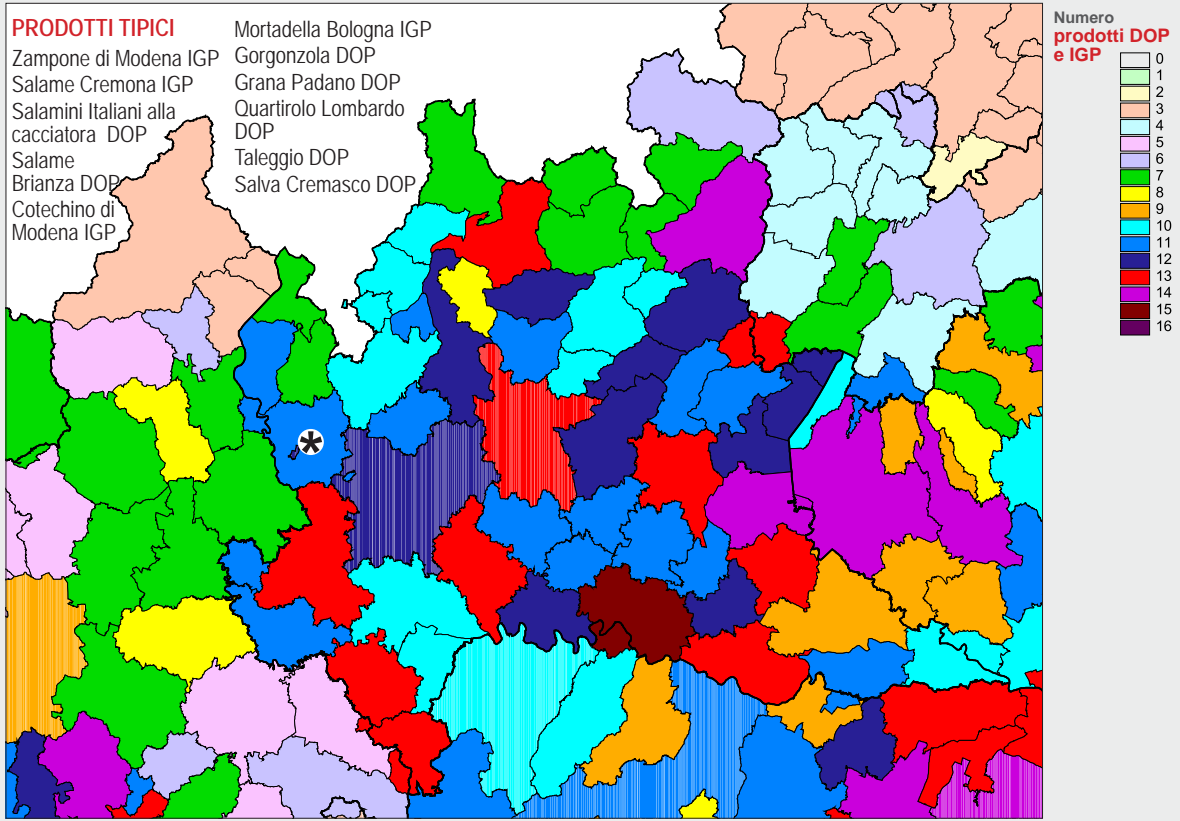 PRODOTTI TIPICI
Zampone di Modena IGP
Salame Cremona IGP
Salamini Italiani alla
cacciatora DOP
Salame
Brianza DOP
Cotechino di
Modena IGP
Mortadella Bologna IGP
Gorgonzola DOP
Grana Padano DOP
Quartirolo Lombardo
DOP
Taleggio DOP
Salva Cremasco DOP
Numero
prodotti DOP
e IGP
0
1
2
3
4
5
6
7
8
9
10
11
12
13
14
15
16